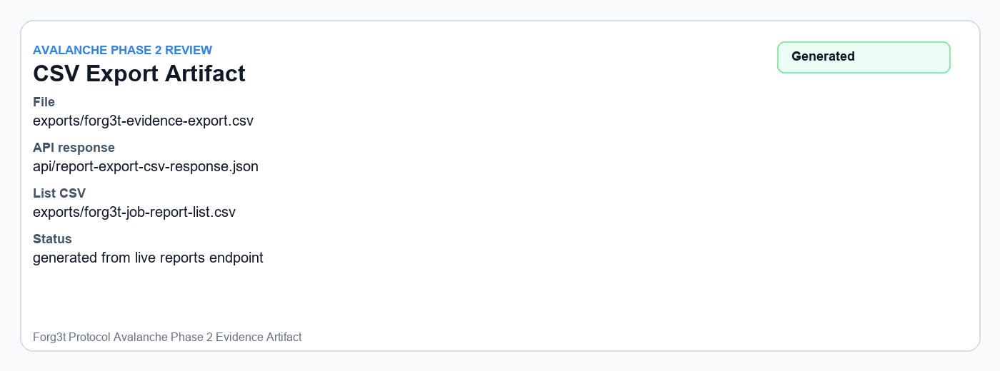 AVALANCHE PHASE 2 REVIEW
CSV Export Artifact
Generated
File
exports/forg3t-evidence-export.csv
API response
api/report-export-csv-response.json
List CSV
exports/forg3t-job-report-list.csv
Status
generated from live reports endpoint
Forg3t Protocol Avalanche Phase 2 Evidence Artifact